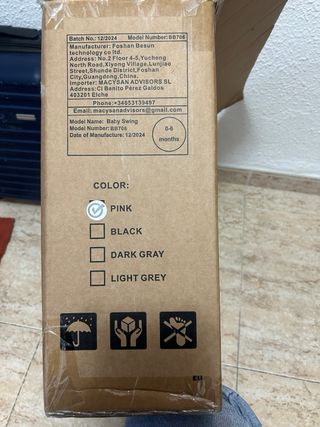 Batch No.: 12/2024 Model Number: BB706
Manufacturer: Foshan Besun
technology co ltd.
Address: No.2 Floor 4-5, Yucheng
North Road, Xiyong Village, Lunjiao
Street, Shunde District, Foshan
City, Guangdong, China.
Importer: MACYSAN ADVISORS SL
Address: Cl Benito Pérez Galdos
403201 Elche
Phone:+34653139497
Email: macysanadvisors@gmail.com
Model Name: Baby Swing
Model Number: BB706
Date of Manufacture: 12/2024
0-6
months
COLOR:
PINK
BLACK
DARK GRAY
LIGHT GREY